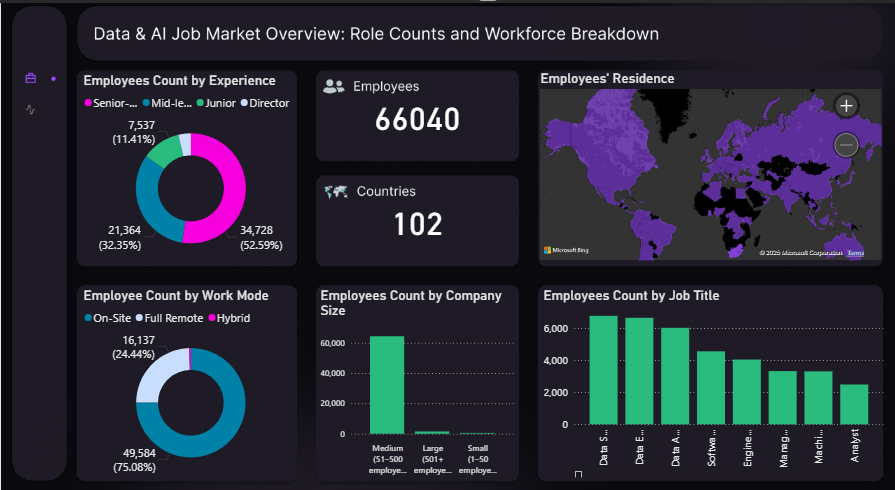 Data & AI Job Market Overview: Role Counts and Workforce Breakdown
Employees Count by Experience
Senior-... Mid-le... Junior Director
7,537
(11.41%)
21,364
(32.35%)
34,728
(52.59%)
Employees
66040
Countries
102
Employees' Residence
+
−
Microsoft Bing
© 2025 Microsoft Corporation Terms
Employee Count by Work Mode
On-Site Full Remote Hybrid
16,137
(24.44%)
49,584
(75.08%)
Employees Count by Company
Size
60,000
40,000
20,000
0
Medium
(51–500
employe...
Large
(501+
employe...
Small
(1–50
employe...
Employees Count by Job Title
6,000
4,000
2,000
0
Data S...
Data E...
Data A...
Softwa...
Engine...
Manag...
Machi...
Analyst